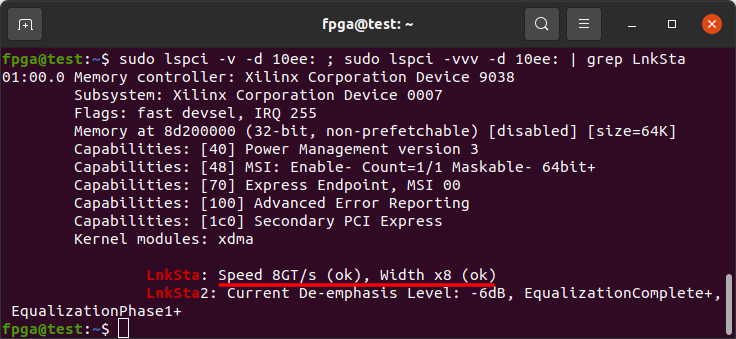 fpga@test: ~
fpga@test:~$ sudo lspci -v -d 10ee: ; sudo lspci -vvv -d 10ee: | grep LnkSta
01:00.0 Memory controller: Xilinx Corporation Device 9038
Subsystem: Xilinx Corporation Device 0007
Flags: fast devsel, IRQ 255
Memory at 8d200000 (32-bit, non-prefetchable) [disabled] [size=64K]
Capabilities: [40] Power Management version 3
Capabilities: [48] MSI: Enable- Count=1/1 Maskable- 64bit+
Capabilities: [70] Express Endpoint, MSI 00
Capabilities: [100] Advanced Error Reporting
Capabilities: [1c0] Secondary PCI Express
Kernel modules: xdma
LnkSta: Speed 8GT/s (ok), Width x8 (ok)
LnkSta2: Current De-emphasis Level: -6dB, EqualizationComplete+,
EqualizationPhase1+
fpga@test:~$